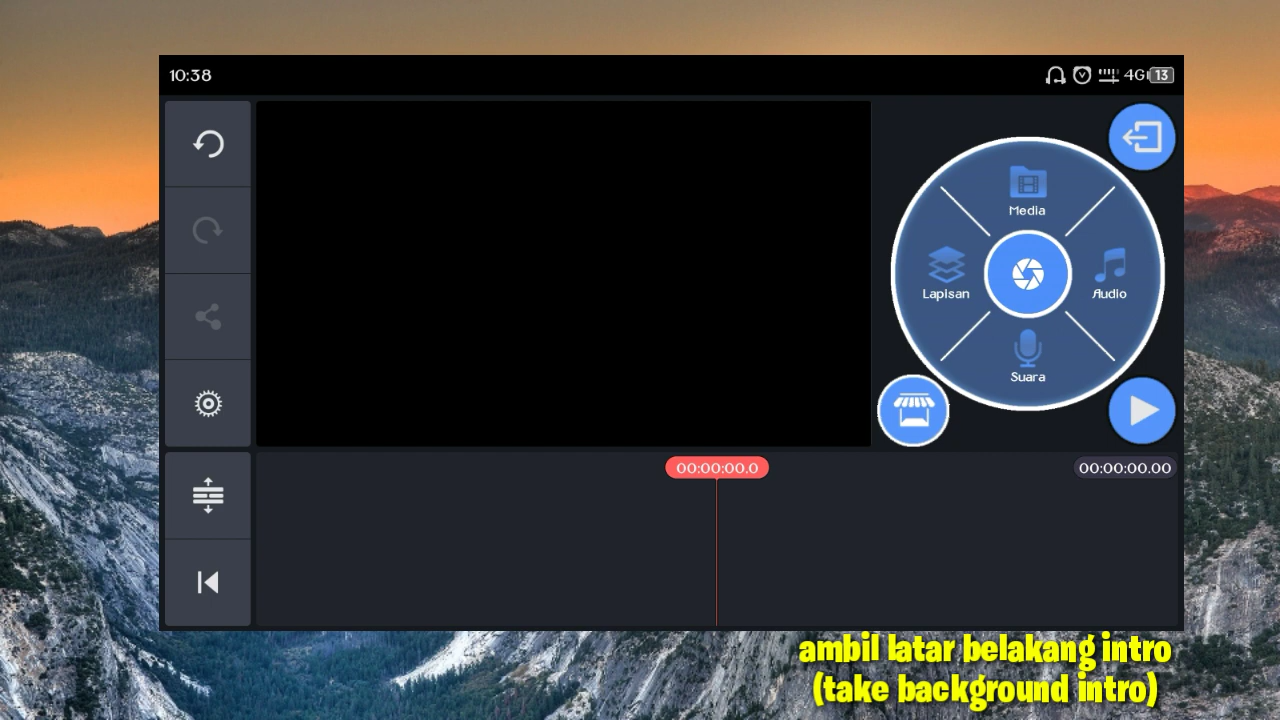 10:38
4G 13
Media
Lapisan
Audio
Suara
00:00:00.0
00:00:00.00
ambil latar belakang intro
(take background intro)